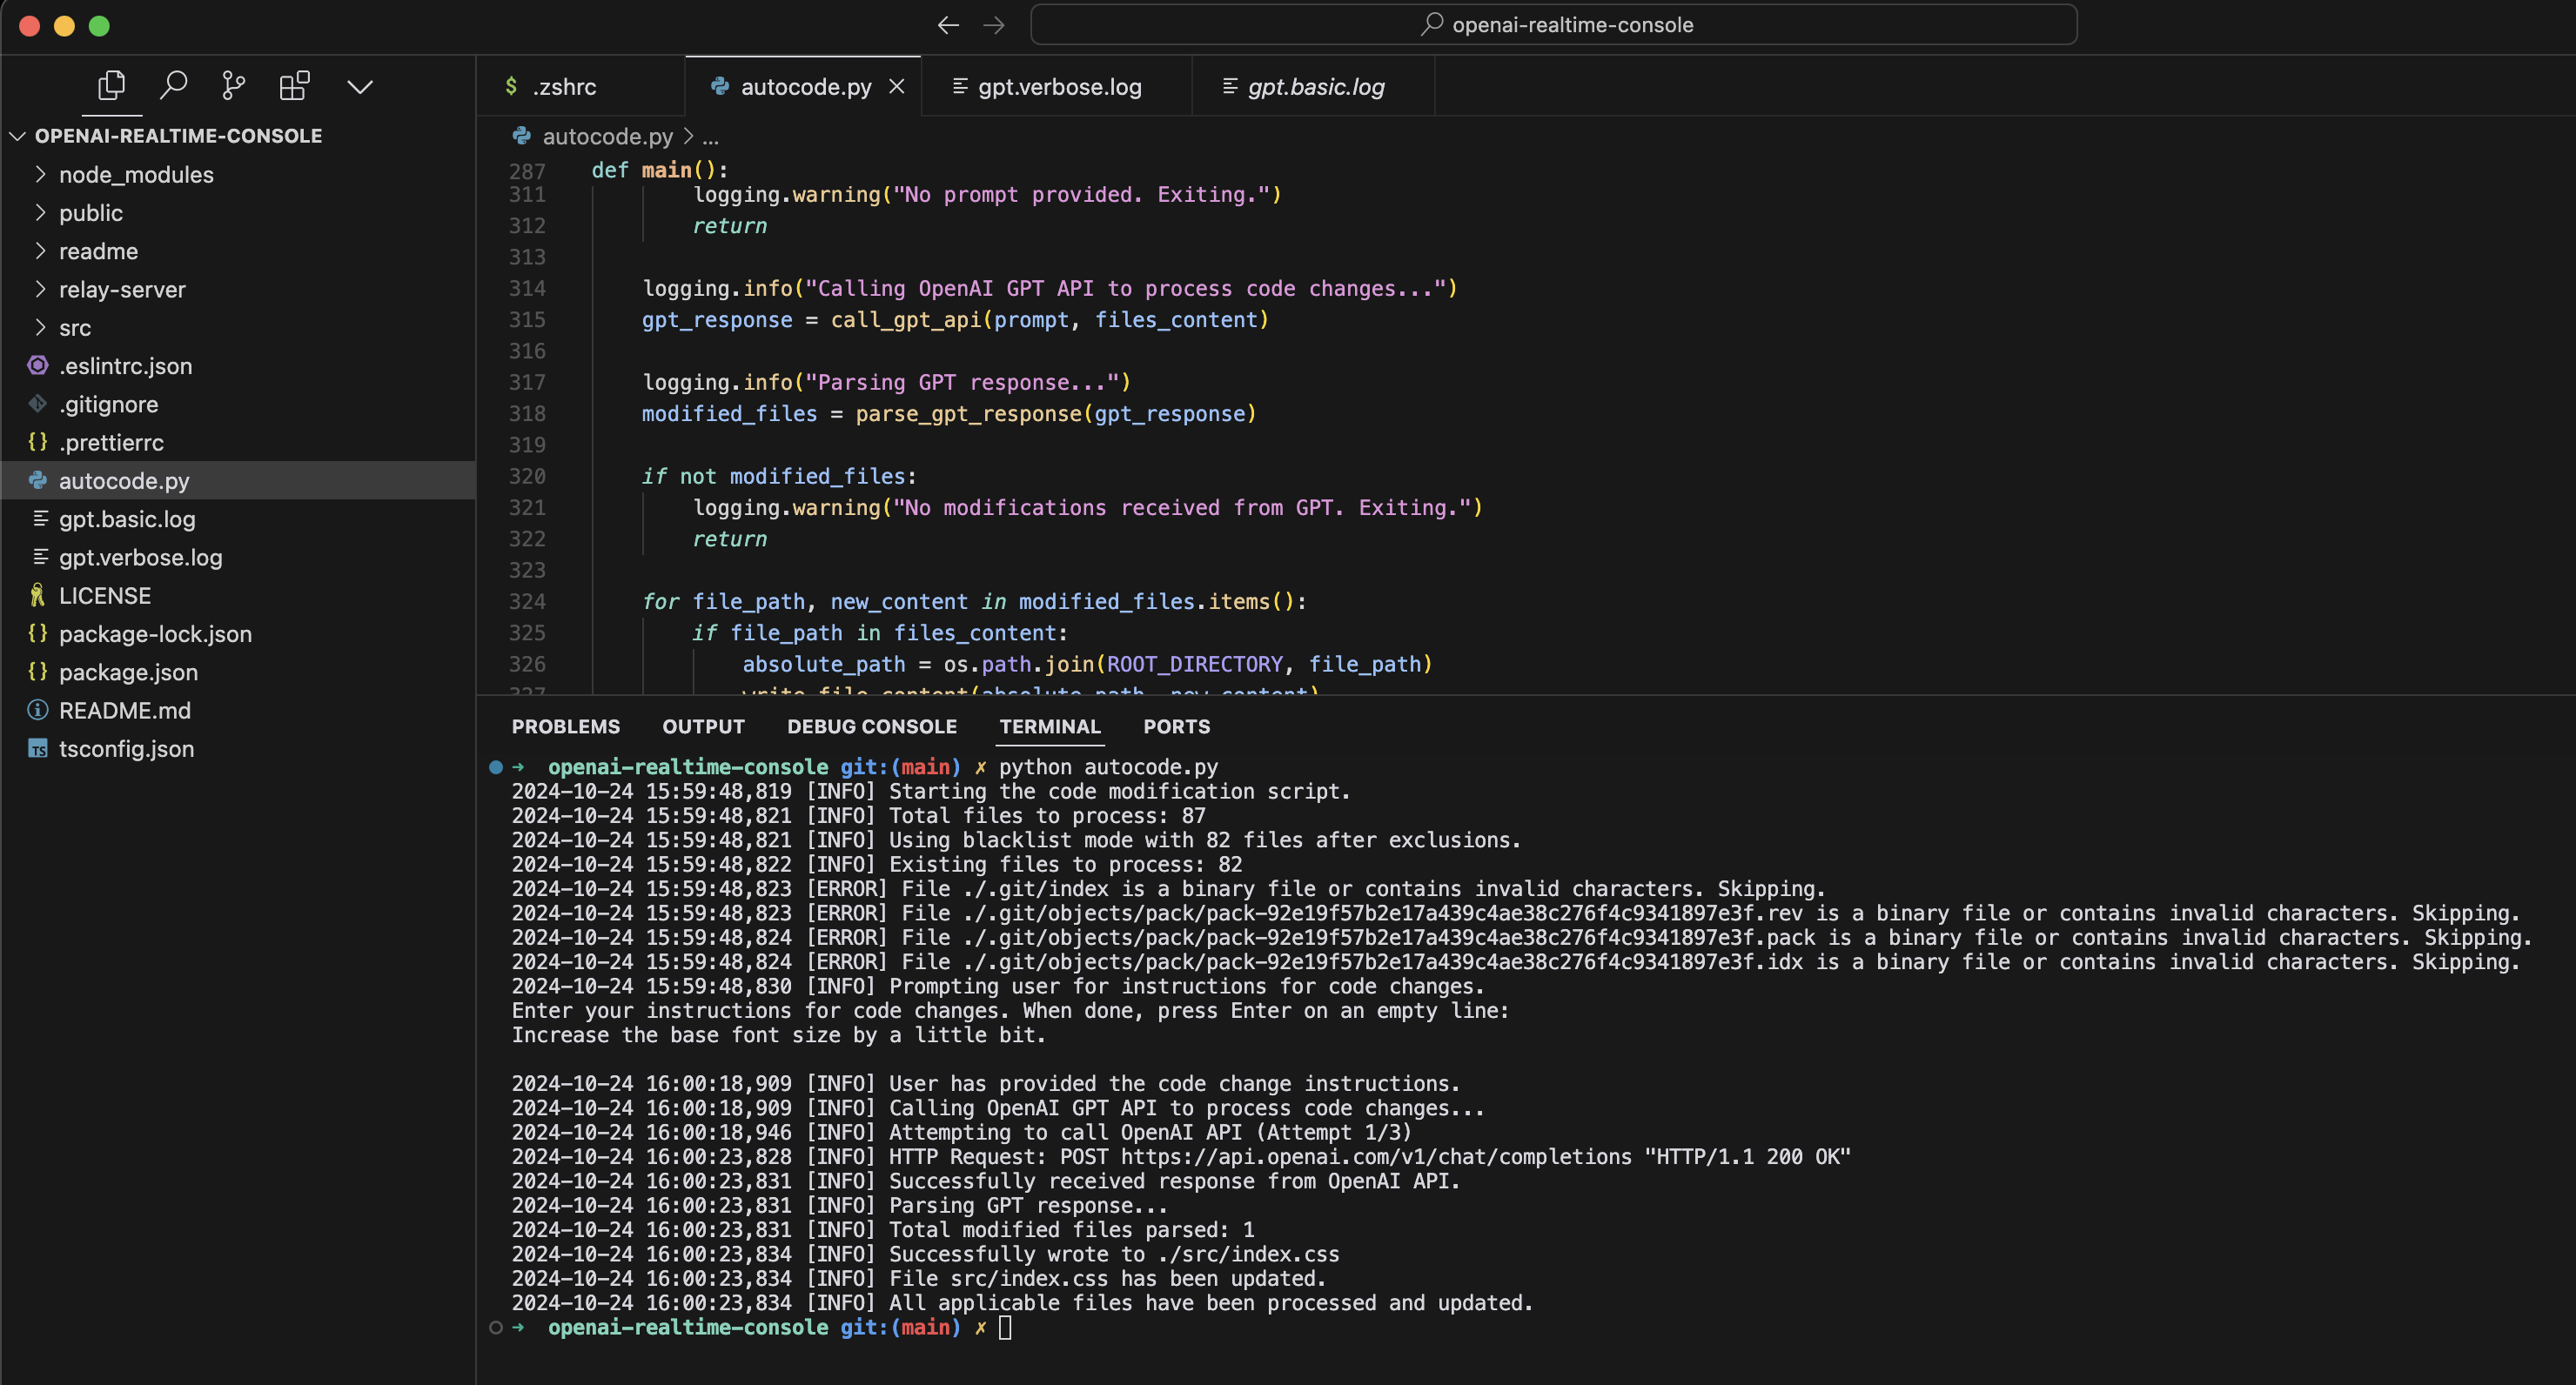 openai-realtime-console
OPENAI-REALTIME-CONSOLE
node_modules
public
readme
relay-server
src
.eslintrc.json
.gitignore
{} .prettierrc
autocode.py
gpt.basic.log
gpt.verbose.log
LICENSE
{} package-lock.json
{} package.json
README.md
TS tsconfig.json
$ .zshrc
autocode.py
gpt.verbose.log
gpt.basic.log
autocode.py > ...
287 def main():
311 logging.warning("No prompt provided. Exiting.")
312 return
313
314 logging.info("Calling OpenAI GPT API to process code changes...")
315 gpt_response = call_gpt_api(prompt, files_content)
316
317 logging.info("Parsing GPT response...")
318 modified_files = parse_gpt_response(gpt_response)
319
320 if not modified_files:
321 logging.warning("No modifications received from GPT. Exiting.")
322 return
323
324 for file_path, new_content in modified_files.items():
325 if file_path in files_content:
326 absolute_path = os.path.join(ROOT_DIRECTORY, file_path)
327 write_file_content(absolute_path, new_content)
PROBLEMS OUTPUT DEBUG CONSOLE TERMINAL PORTS
➜ openai-realtime-console git:(main) ✗ python autocode.py
2024-10-24 15:59:48,819 [INFO] Starting the code modification script.
2024-10-24 15:59:48,821 [INFO] Total files to process: 87
2024-10-24 15:59:48,821 [INFO] Using blacklist mode with 82 files after exclusions.
2024-10-24 15:59:48,822 [INFO] Existing files to process: 82
2024-10-24 15:59:48,823 [ERROR] File ./.git/index is a binary file or contains invalid characters. Skipping.
2024-10-24 15:59:48,823 [ERROR] File ./.git/objects/pack/pack-92e19f57b2e17a439c4ae38c276f4c9341897e3f.rev is a binary file or contains invalid characters. Skipping.
2024-10-24 15:59:48,824 [ERROR] File ./.git/objects/pack/pack-92e19f57b2e17a439c4ae38c276f4c9341897e3f.pack is a binary file or contains invalid characters. Skipping.
2024-10-24 15:59:48,824 [ERROR] File ./.git/objects/pack/pack-92e19f57b2e17a439c4ae38c276f4c9341897e3f.idx is a binary file or contains invalid characters. Skipping.
2024-10-24 15:59:48,830 [INFO] Prompting user for instructions for code changes.
Enter your instructions for code changes. When done, press Enter on an empty line:
Increase the base font size by a little bit.
2024-10-24 16:00:18,909 [INFO] User has provided the code change instructions.
2024-10-24 16:00:18,909 [INFO] Calling OpenAI GPT API to process code changes...
2024-10-24 16:00:18,946 [INFO] Attempting to call OpenAI API (Attempt 1/3)
2024-10-24 16:00:23,828 [INFO] HTTP Request: POST https://api.openai.com/v1/chat/completions "HTTP/1.1 200 OK"
2024-10-24 16:00:23,831 [INFO] Successfully received response from OpenAI API.
2024-10-24 16:00:23,831 [INFO] Parsing GPT response...
2024-10-24 16:00:23,831 [INFO] Total modified files parsed: 1
2024-10-24 16:00:23,834 [INFO] Successfully wrote to ./src/index.css
2024-10-24 16:00:23,834 [INFO] File src/index.css has been updated.
2024-10-24 16:00:23,834 [INFO] All applicable files have been processed and updated.
➜ openai-realtime-console git:(main) ✗